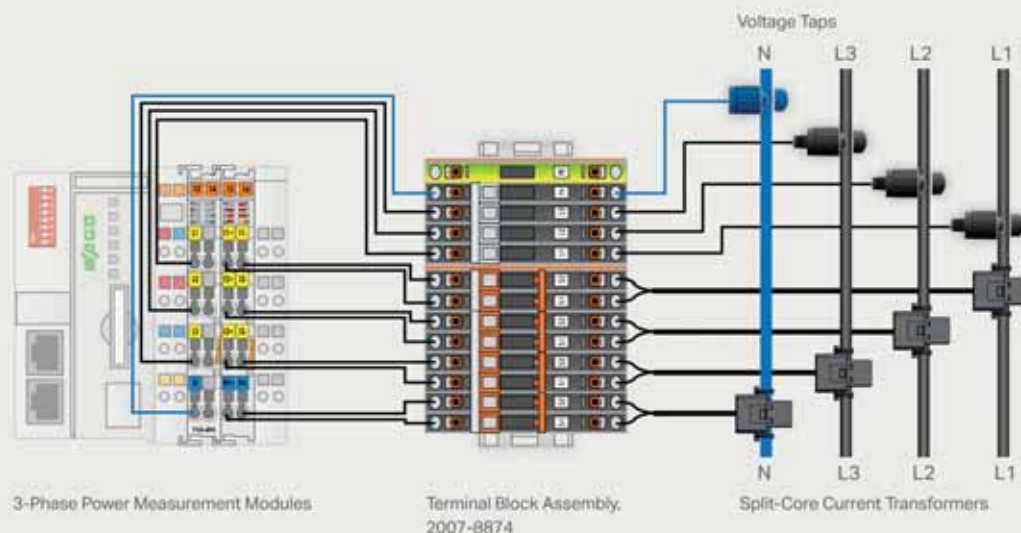 Voltage Taps
N L3 L2 L1
WAGO
N L3 L2 L1
3-Phase Power Measurement Modules
Terminal Block Assembly,
2007-8874
Split-Core Current Transformers